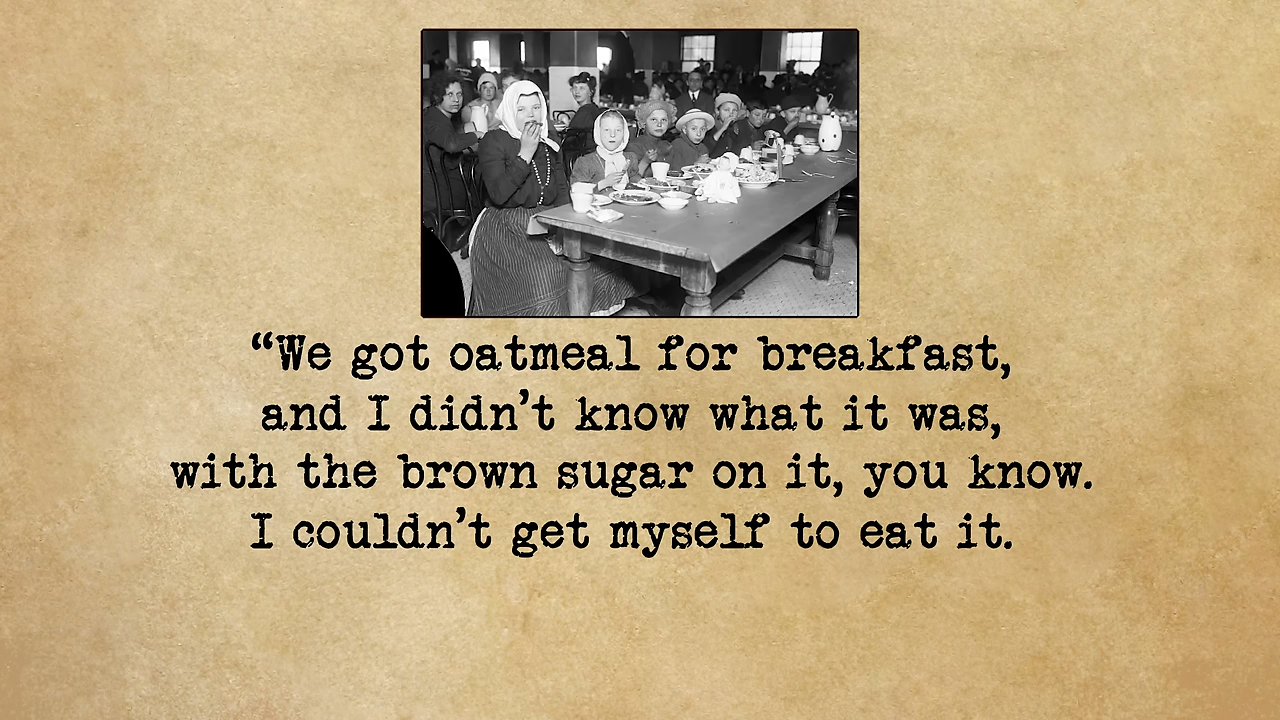 “We got oatmeal for breakfast,
and I didn’t know what it was,
with the brown sugar on it, you know.
I couldn’t get myself to eat it.